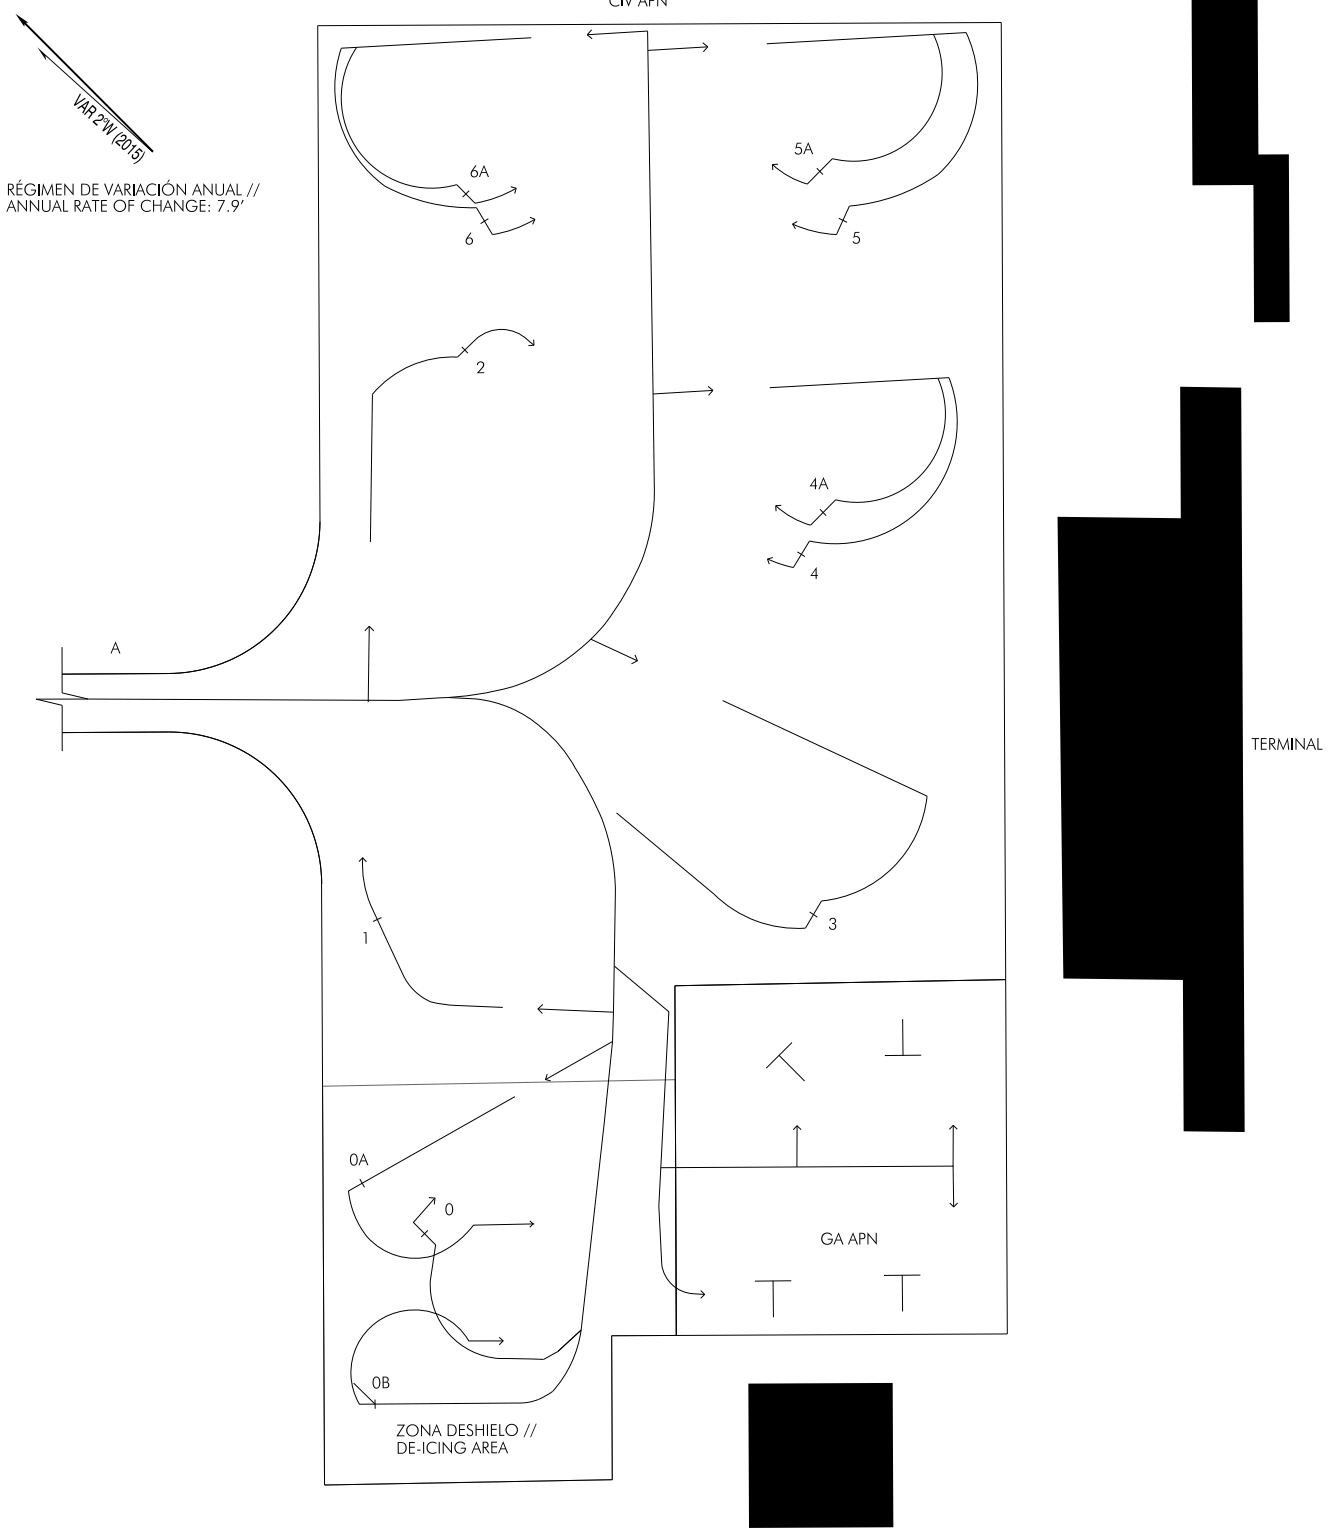 CIV APN
VAR 2°W (2015)
RÉGIMEN DE VARIACIÓN ANUAL //
ANNUAL RATE OF CHANGE: 7.9'
6A
5A
6
5
2
4A
4
A
TERMINAL
3
1
0A
0
GA APN
0B
ZONA DESHIELO //
DE-ICING AREA